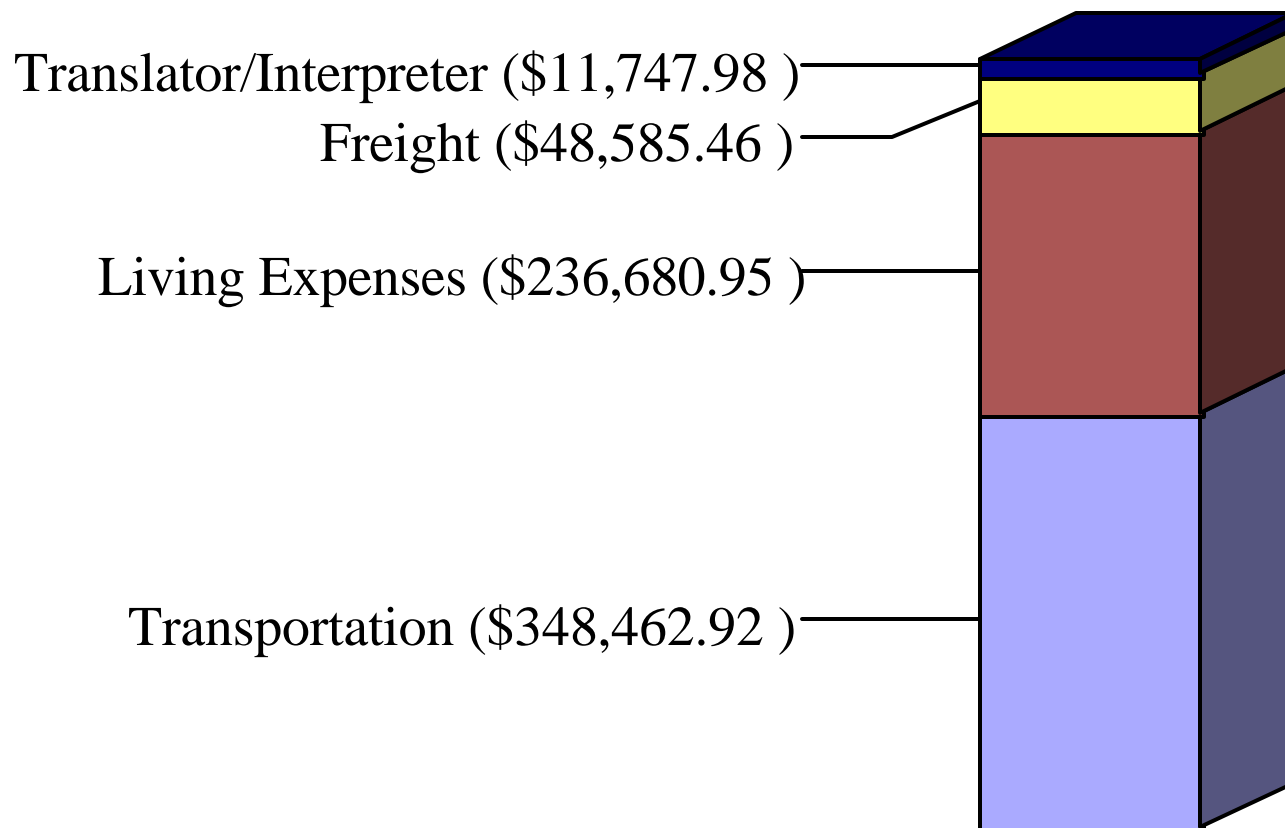 Translator/Interpreter ($11,747.98 )
Freight ($48,585.46 )
Living Expenses ($236,680.95 )
Transportation ($348,462.92 )